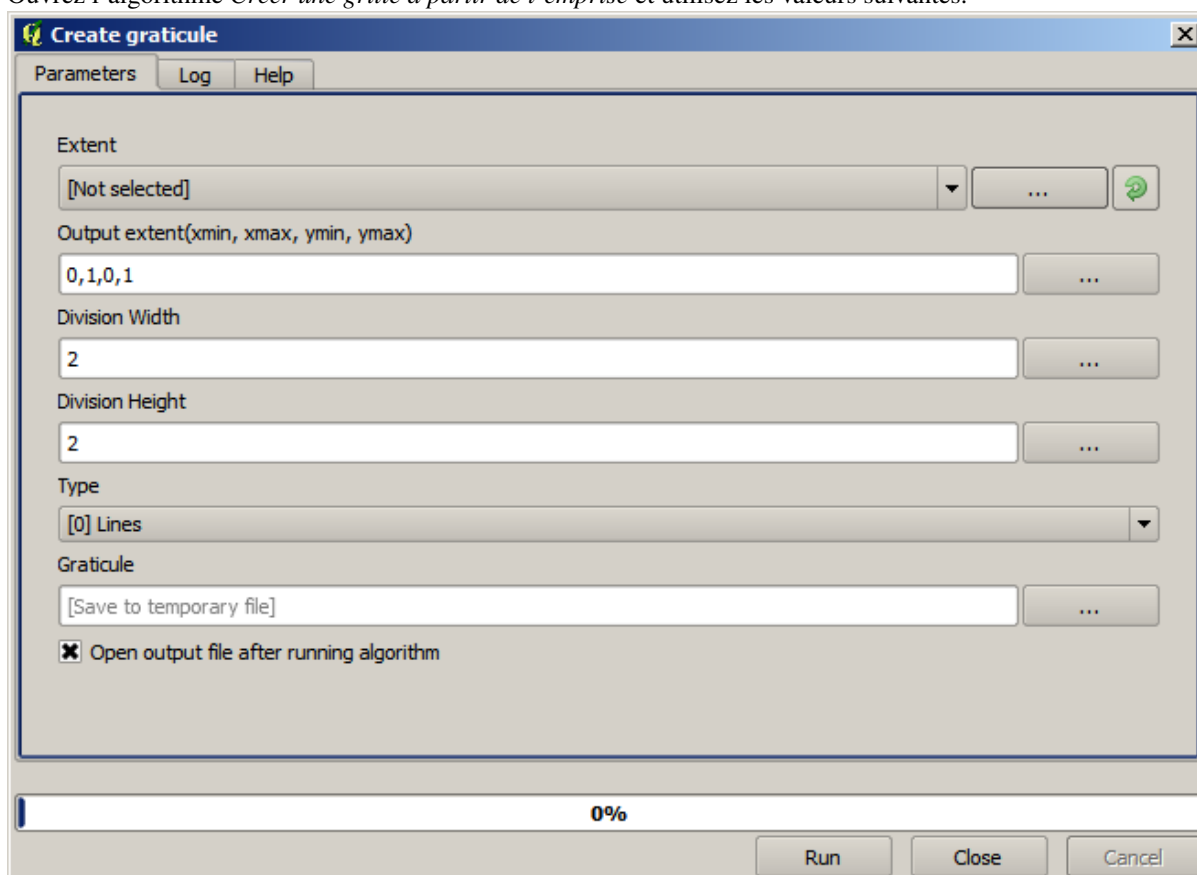 Ouvrez l'algorithme Créer une grille à partir de l'emprise et utilisez les valeurs suivantes.
Create graticule
Parameters Log Help
Extent
[Not selected] ...
Output extent(xmin, xmax, ymin, ymax)
0,1,0,1 ...
Division Width
2 ...
Division Height
2 ...
Type
[0] Lines
Graticule
[Save to temporary file] ...
Open output file after running algorithm
0%
Run Close Cancel